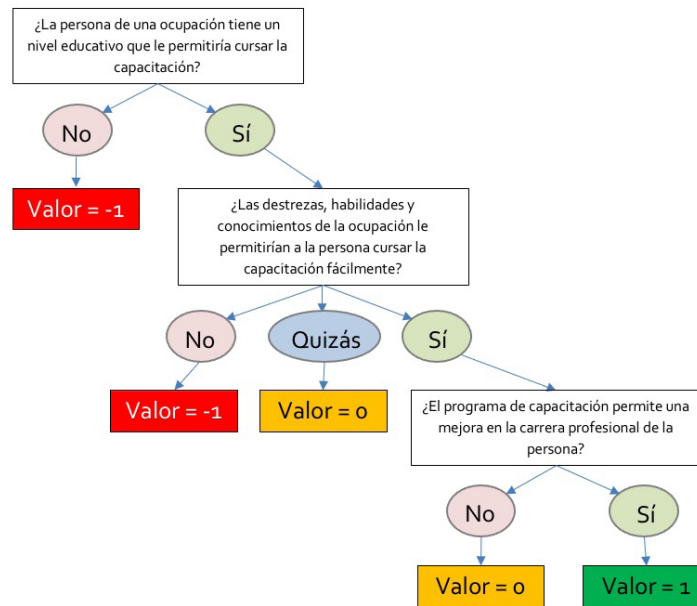 ¿La persona de una ocupación tiene un
nivel educativo que le permitiría cursar la
capacitación?
No
Sí
Valor = -1
¿Las destrezas, habilidades y
conocimientos de la ocupación le
permitirían a la persona cursar la
capacitación fácilmente?
No
Quizás
Sí
Valor = -1
Valor = 0
¿El programa de capacitación permite una
mejora en la carrera profesional de la
persona?
No
Sí
Valor = 0
Valor = 1